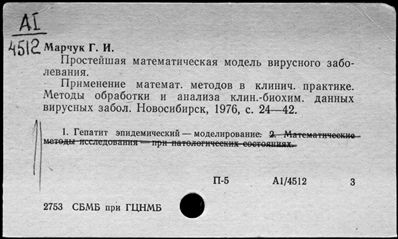 AI
4512
Марчук Г. И.
Простейшая математическая модель вирусного забо-
левания.
Применение математ. методов в клинич. практике.
Методы обработки и анализа клин.-биохим. данных
вирусных забол. Новосибирск, 1976, с. 24—42.
1. Гепатит эпидемический — моделирование. 2. Математические
методы исследования — при патологических состояниях.
П-5 А1/4512 3
2753 СБМБ при ГЦНМБ